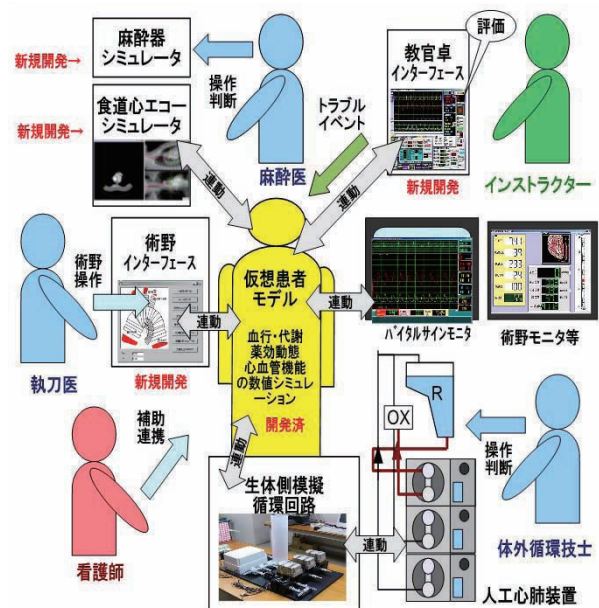 新規開発→
麻酔器
シミュレータ
操作
判断
麻酔医
新規開発→
食道心エコー
シミュレータ
連動
トラブル
イベント
教官卓
インターフェース
評価
新規開発
連動
インストラクター
術野
操作
術野
インターフェース
新規開発
執刀医
連動
仮想患者
モデル
血行・代謝
薬効動態
心血管機能
の数値シミュレ
ーション
開発済
連動
バイタルサインモニタ
術野モニタ等
補助
連携
看護師
連動
生体側模擬
循環回路
連動
OX
R
操作
判断
体外循環技士
人工心肺装置